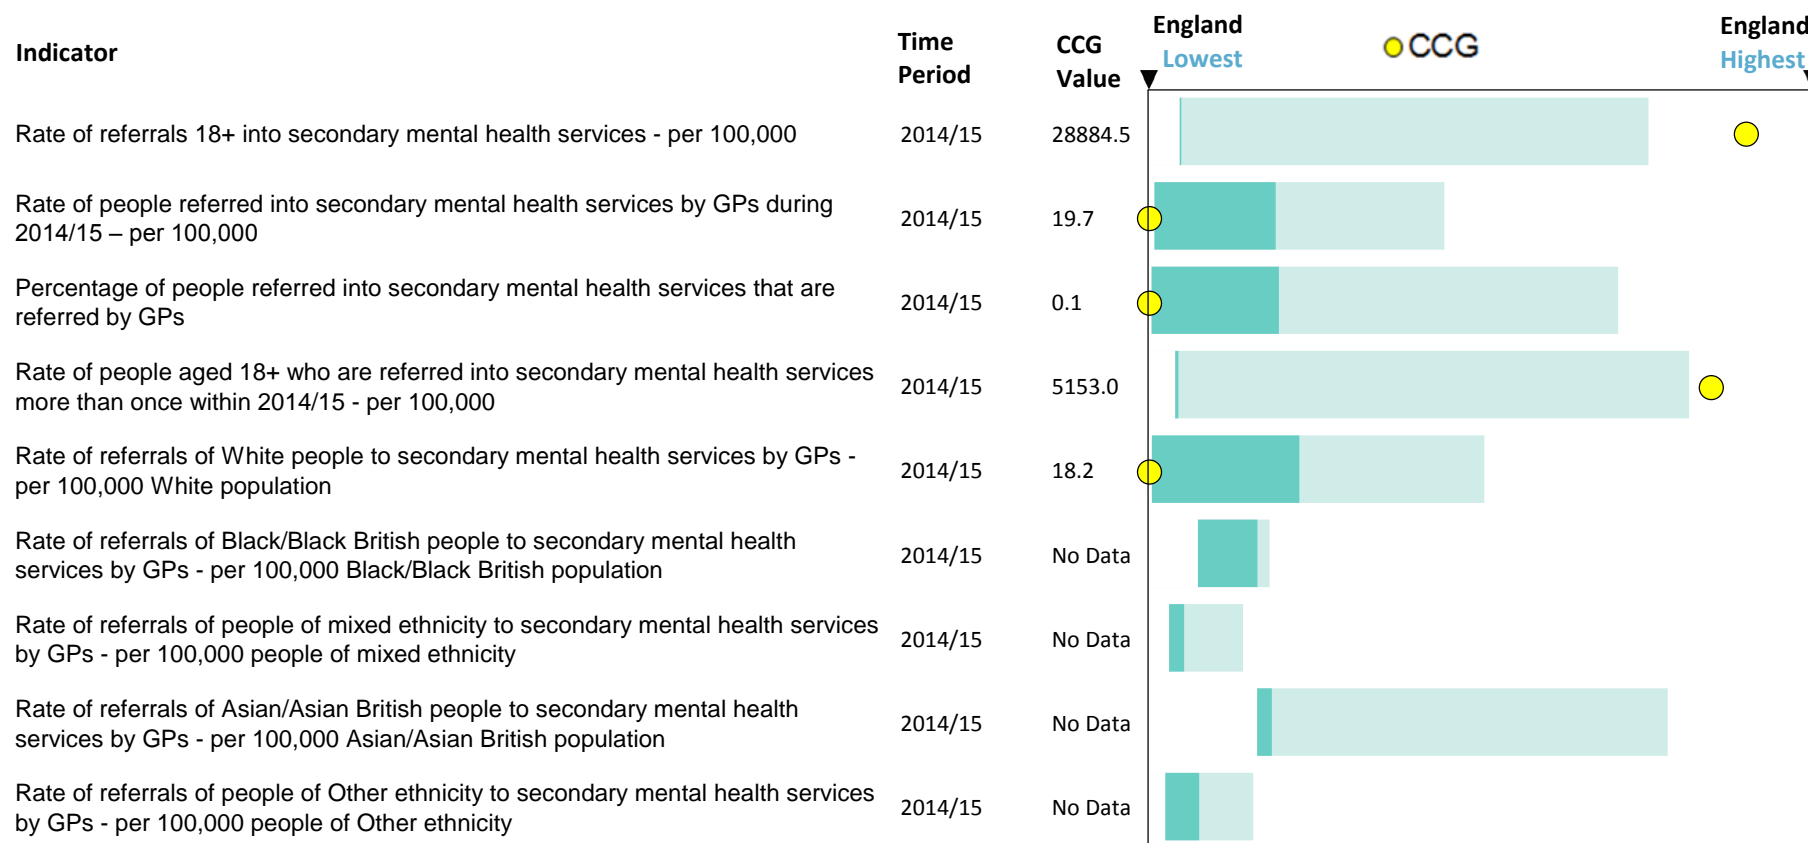 Indicator
Time Period
CCG Value
England Lowest
CCG
England Highest
Rate of referrals 18+ into secondary mental health services - per 100,000
2014/15
28884.5
Rate of people referred into secondary mental health services by GPs during
2014/15 – per 100,000
2014/15
19.7
Percentage of people referred into secondary mental health services that are
referred by GPs
2014/15
0.1
Rate of people aged 18+ who are referred into secondary mental health services
more than once within 2014/15 - per 100,000
2014/15
5153.0
Rate of referrals of White people to secondary mental health services by GPs -
per 100,000 White population
2014/15
18.2
Rate of referrals of Black/Black British people to secondary mental health
services by GPs - per 100,000 Black/Black British population
2014/15
No Data
Rate of referrals of people of mixed ethnicity to secondary mental health services
by GPs - per 100,000 people of mixed ethnicity
2014/15
No Data
Rate of referrals of Asian/Asian British people to secondary mental health
services by GPs - per 100,000 Asian/Asian British population
2014/15
No Data
Rate of referrals of people of Other ethnicity to secondary mental health services
by GPs - per 100,000 people of Other ethnicity
2014/15
No Data